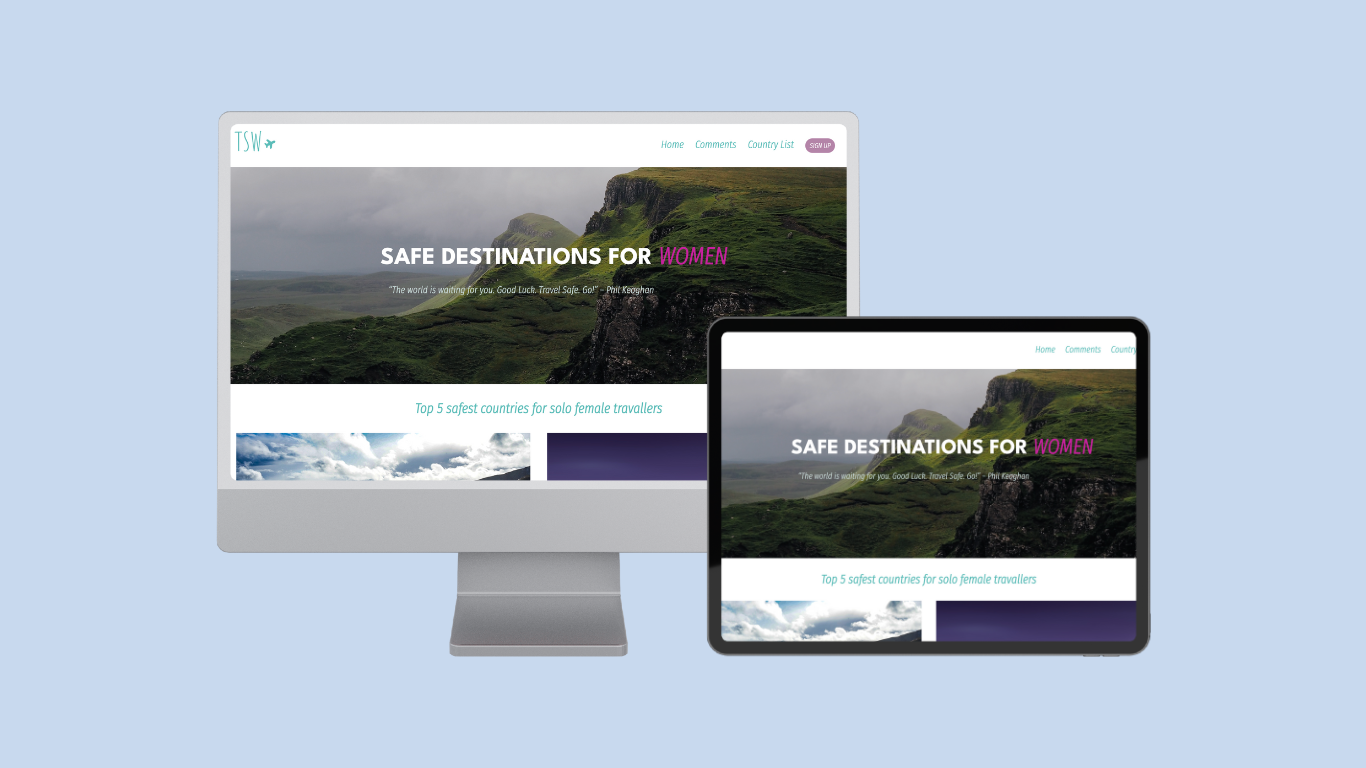 TSW
Home Comments Country List SIGN UP
SAFE DESTINATIONS FOR WOMEN
"The world is waiting for you. Good Luck. Travel Safe. Go!" – Phil Keoghan
Top 5 safest countries for solo female travallers
Home Comments Country
SAFE DESTINATIONS FOR WOMEN
"The world is waiting for you. Good Luck. Travel Safe. Go!" – Phil Keoghan
Top 5 safest countries for solo female travallers